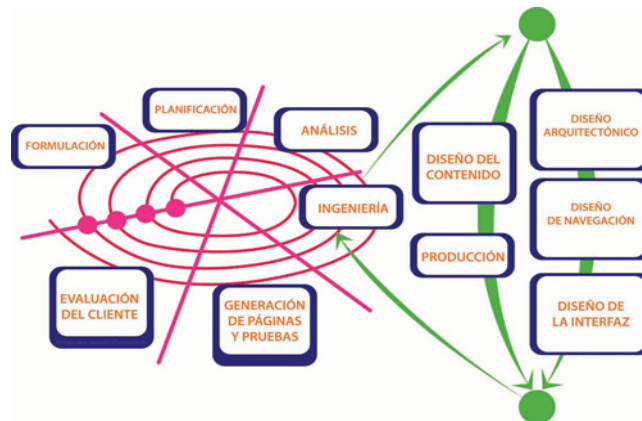 PLANIFICACIÓN
FORMULACIÓN
ANÁLISIS
INGENIERÍA
EVALUACIÓN
DEL CLIENTE
GENERACIÓN
DE PÁGINAS
Y PRUEBAS
DISEÑO DEL
CONTENIDO
PRODUCCIÓN
DISEÑO
ARQUITECTÓNICO
DISEÑO
DE NAVEGACIÓN
DISEÑO DE
LA INTERFAZ